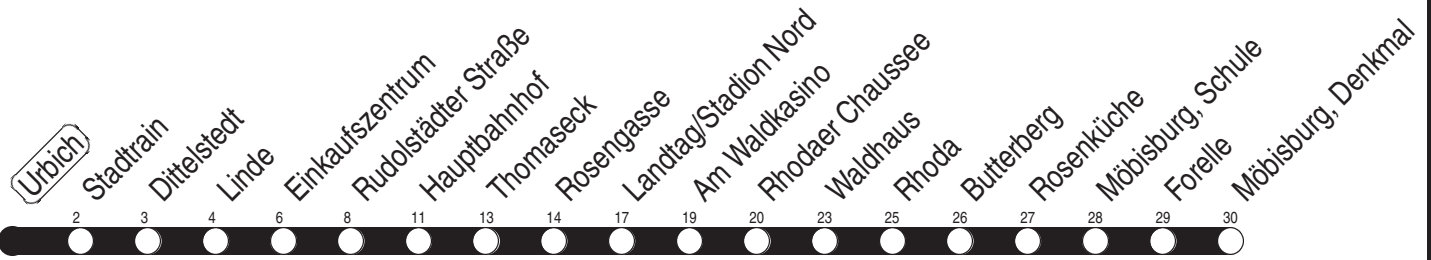 Urbich
Stadtrain
Dittelstedt
Linde
Einkaufszentrum
Rudolstädter Straße
Hauptbahnhof
Thomaseck
Rosengasse
Landtag/Stadion Nord
Am Waldkasino
Rhodaer Chaussee
Waldhaus
Rhoda
Butterberg
Rosenküche
Möbisburg, Schule
Forelle
Möbisburg, Denkmal
2 3 4 6 8 11 13 14 17 19 20 23 25 26 27 28 29 30